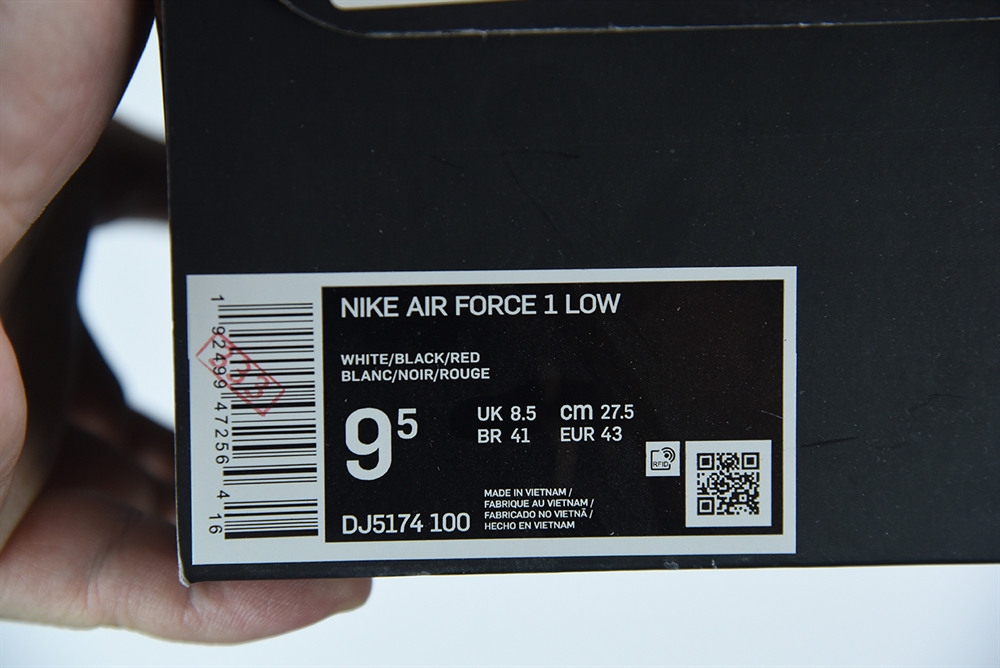 NIKE AIR FORCE 1 LOW
WHITE/BLACK/RED
BLANC/NOIR/ROUGE
9⁵
UK 8.5 cm 27.5
BR 41 EUR 43
RFID
MADE IN VIETNAM /
FABRIQUE AU VIETNAM /
FABRICADO NO VIETNÃ /
HECHO EN VIETNAM
DJ5174 100
1 92499 47256 4 16
333